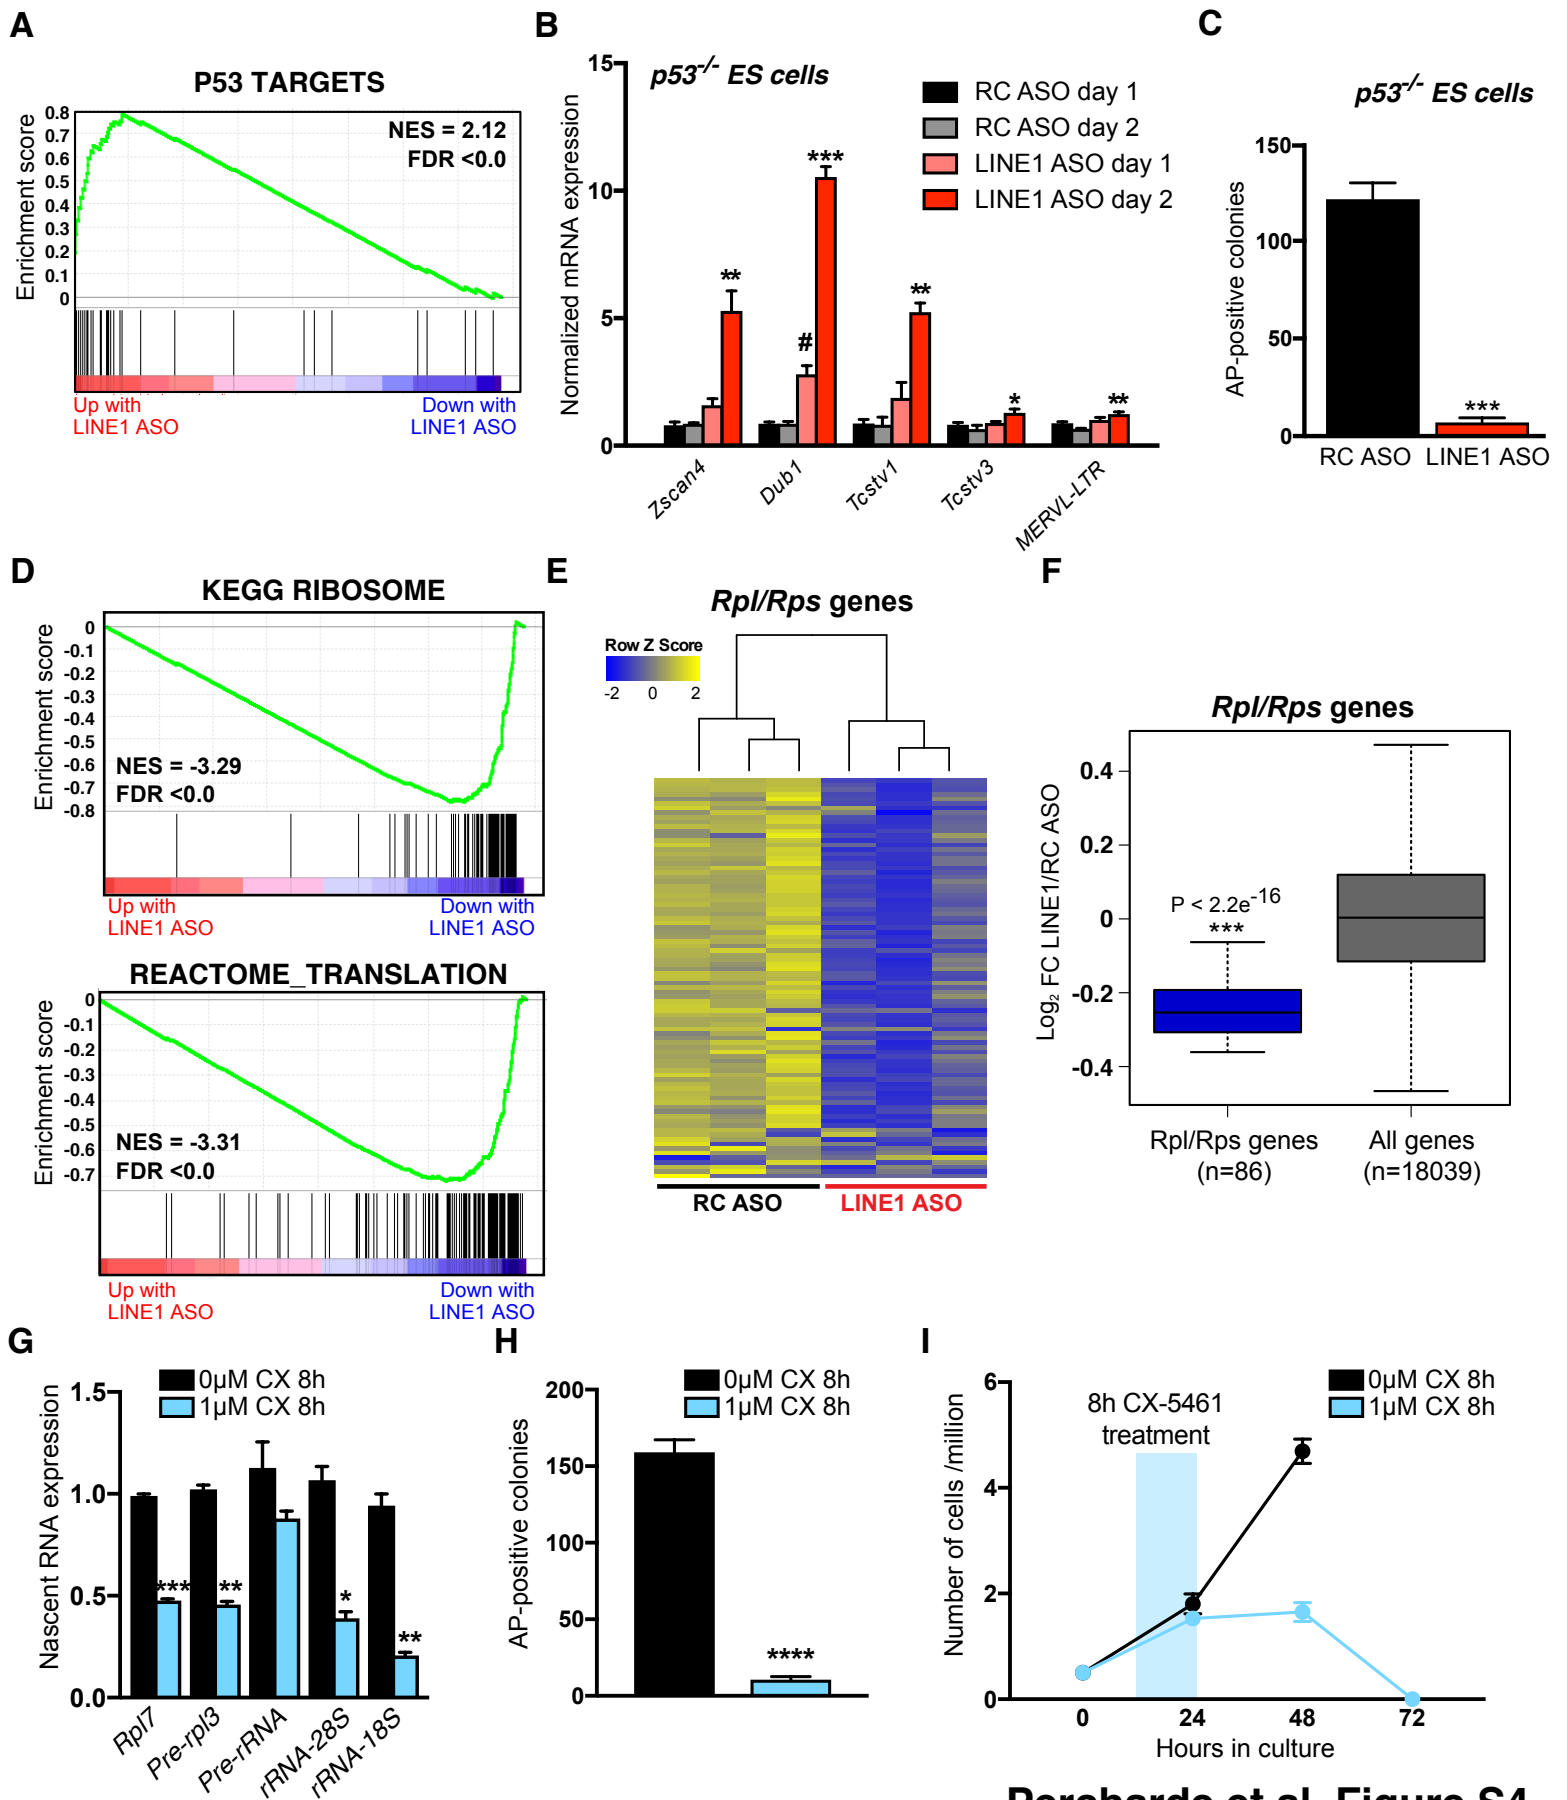 A
P53 TARGETS
Enrichment score
0.8
0.7
0.6
0.5
0.4
0.3
0.2
0.1
0
NES = 2.12
FDR <0.0
Up with
LINE1 ASO
Down with
LINE1 ASO
B
p53-/- ES cells
Normalized mRNA expression
15
10
5
0
RC ASO day 1
RC ASO day 2
LINE1 ASO day 1
LINE1 ASO day 2
**
#
***
**
*
**
Zscan4
Dub1
Tcstv1
Tcstv3
MERVL-LTR
C
p53-/- ES cells
AP-positive colonies
150
100
50
0
***
RC ASO
LINE1 ASO
D
KEGG RIBOSOME
Enrichment score
0
-0.1
-0.2
-0.3
-0.4
-0.5
-0.6
-0.7
-0.8
NES = -3.29
FDR <0.0
Up with
LINE1 ASO
Down with
LINE1 ASO
REACTOME_TRANSLATION
Enrichment score
0
-0.1
-0.2
-0.3
-0.4
-0.5
-0.6
-0.7
NES = -3.31
FDR <0.0
Up with
LINE1 ASO
Down with
LINE1 ASO
E
Rpl/Rps genes
Row Z Score
-2 0 2
RC ASO
LINE1 ASO
F
Rpl/Rps genes
Log₂ FC LINE1/RC ASO
0.4
0.2
0
-0.2
-0.4
P < 2.2e-16
***
Rpl/Rps genes
(n=86)
All genes
(n=18039)
G
0µM CX 8h
1µM CX 8h
Nascent RNA expression
1.5
1.0
0.5
0.0
***
**
*
**
Rpl7
Pre-rpl3
Pre-rRNA
rRNA-28S
rRNA-18S
H
0µM CX 8h
1µM CX 8h
AP-positive colonies
200
150
100
50
0
****
I
0µM CX 8h
1µM CX 8h
8h CX-5461
treatment
Number of cells /million
6
4
2
0
0 24 48 72
Hours in culture
et al. Figure S4